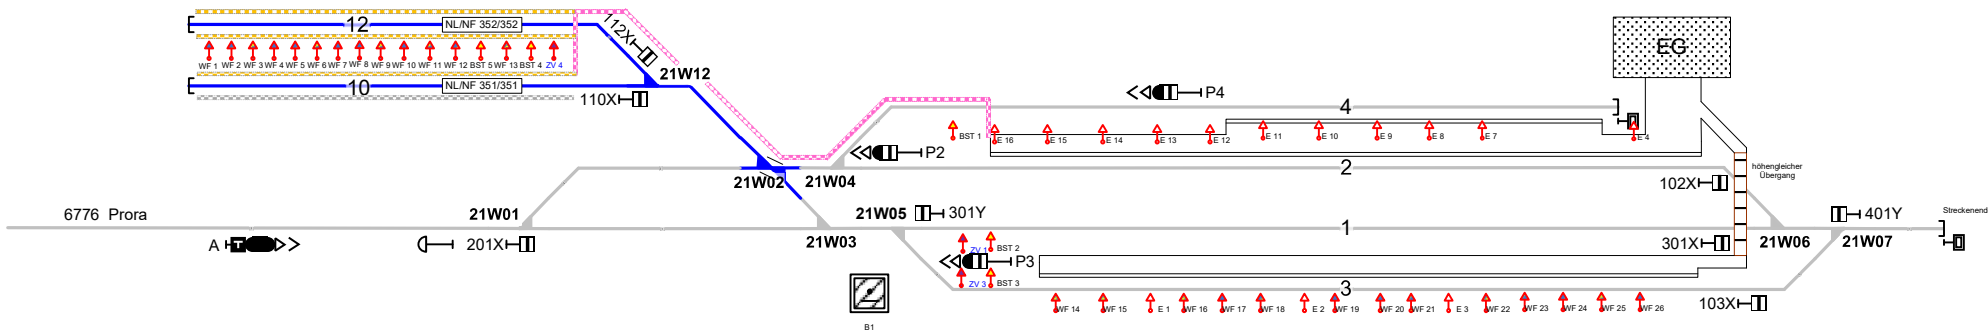 12
NL/NF 352/352
112X
EG
WF 1 WF 2 WF 3 WF 4 WF 5 WF 6 WF 7 WF 8 WF 9 WF 10 WF 11 WF 12 BST 5 WF 13 BST 4 ZV 4
21W12
10
NL/NF 351/351
110X
P4
4
BST 1 E 16 E 15 E 14 E 13 E 12 E 11 E 10 E 9 E 8 E 7 E 4
P2
2
21W02 21W04
102X
höhengleicher
Übergang
6776 Prora
21W01
21W05
301Y
401Y
Streckenend
A
201X
21W03
1
301X
21W06
21W07
ZV 1 BST 2
P3
ZV 3 BST 3
3
103X
WF 14 WF 15 E 1 WF 16 WF 17 WF 18 E 2 WF 19 WF 20 WF 21 E 3 WF 22 WF 23 WF 24 WF 25 WF 26
B1